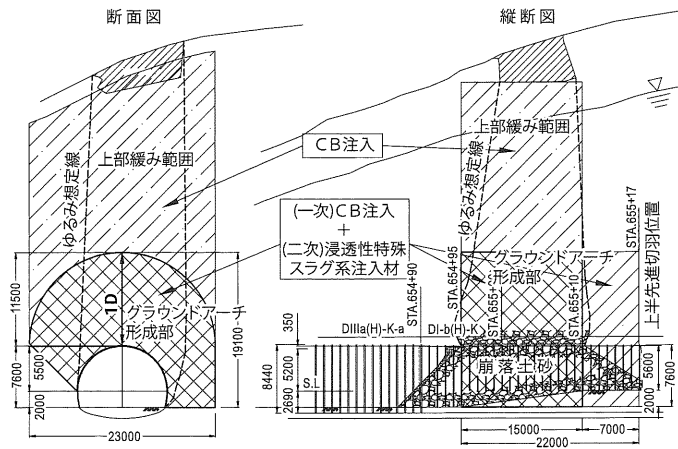 断面図
縦断図
ゆるみ想定線
上部緩み範囲
CB注入
(一次)CB注入
+
(二次)浸透性特殊
スラグ系注入材
1D
グラウンドアーチ
形成部
11500
7600
5500
2000
19100
23000
上部緩み範囲
ゆるみ想定線
グラウンドアーチ
形成部
STA.654+90
STA.654+95
STA.655+
STA.655+10
STA.655+17
上半先進切羽位置
DIIIa(H)-K-a
DI-b(H)-K
崩落土砂
S.L
350
8440
5200
2690
5600
2000
7600
15000
7000
22000